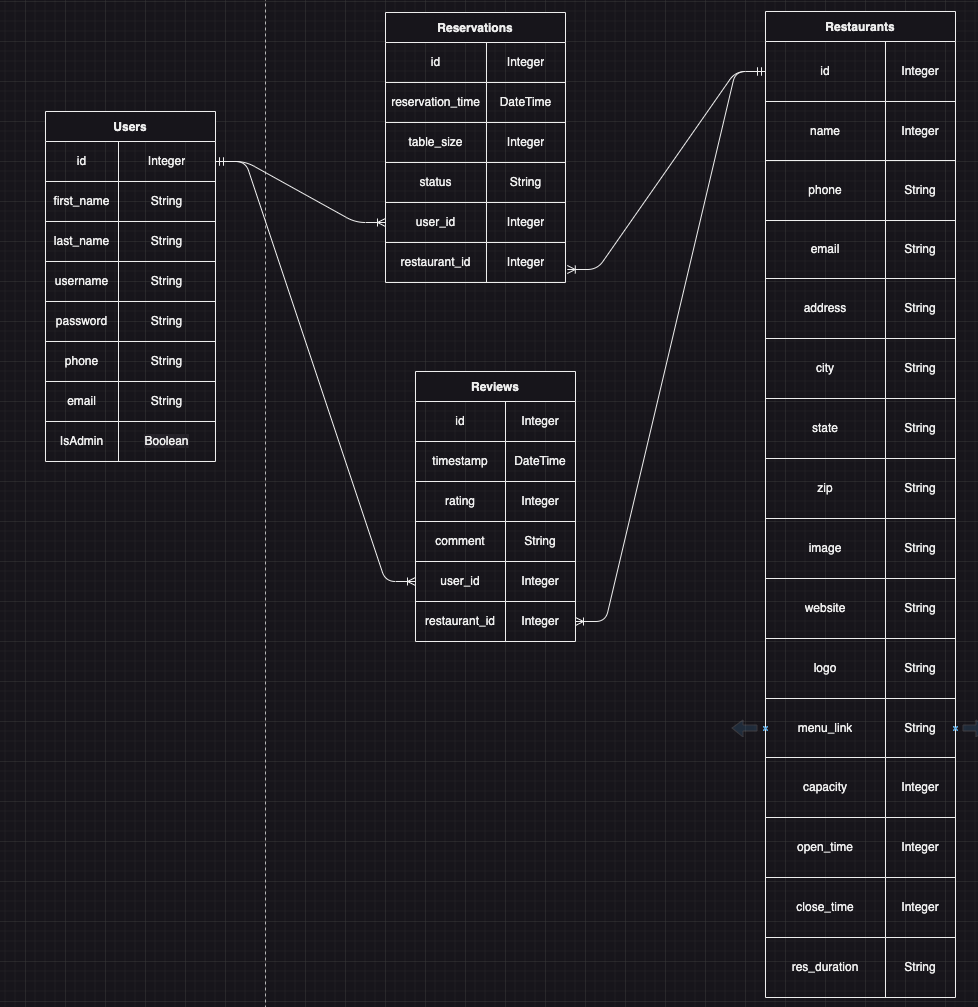 Users
id Integer
first_name String
last_name String
username String
password String
phone String
email String
IsAdmin Boolean
Reservations
id Integer
reservation_time DateTime
table_size Integer
status String
user_id Integer
restaurant_id Integer
Reviews
id Integer
timestamp DateTime
rating Integer
comment String
user_id Integer
restaurant_id Integer
Restaurants
id Integer
name Integer
phone String
email String
address String
city String
state String
zip String
image String
website String
logo String
menu_link String
capacity Integer
open_time Integer
close_time Integer
res_duration String